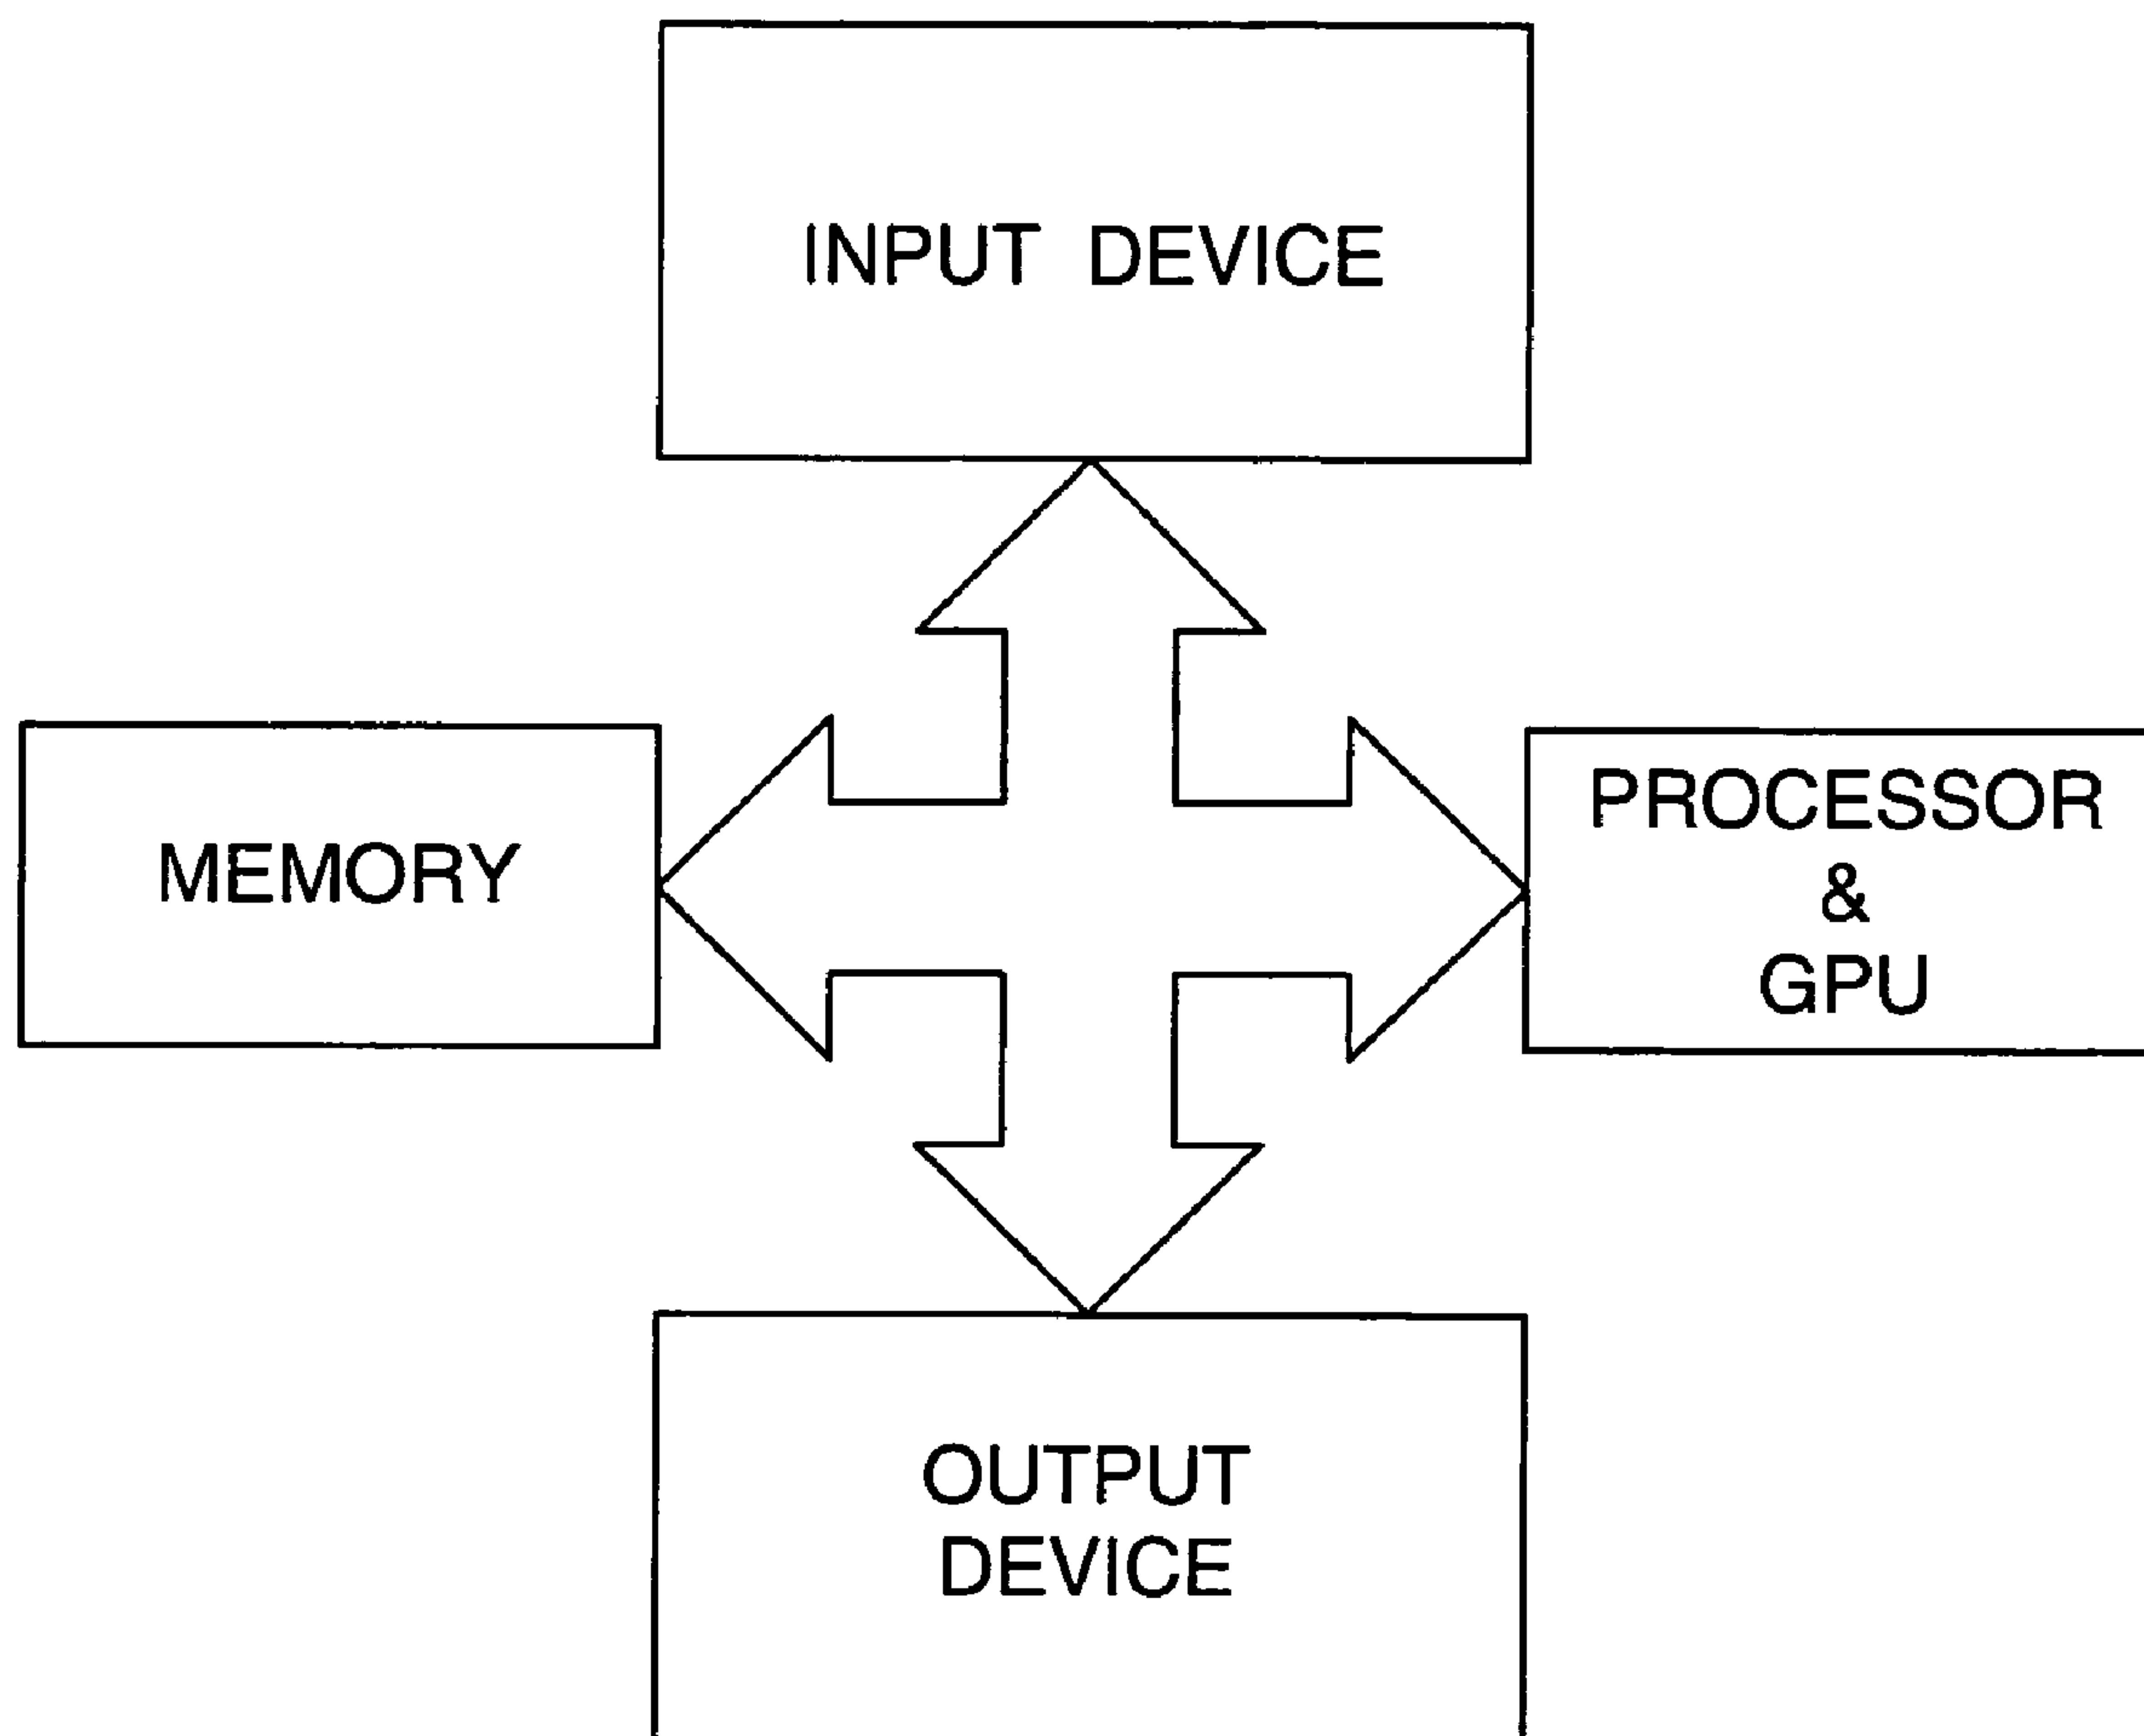 INPUT DEVICE
MEMORY
PROCESSOR
&
GPU
OUTPUT
DEVICE